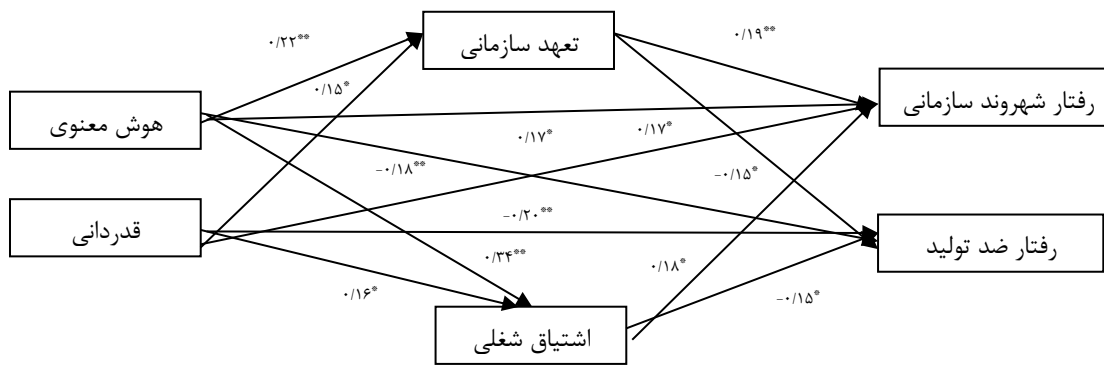 تعهد سازمانی
۰/۲۲**
۰/۱۹**
۰/۱۵*
رفتار شهروند سازمانی
هوش معنوی
۰/۱۷*
۰/۱۷*
-۰/۱۸**
-۰/۱۵*
قدردانی
-۰/۲۰**
رفتار ضد تولید
۰/۳۴**
۰/۱۸*
۰/۱۶*
-۰/۱۵*
اشتیاق شغلی